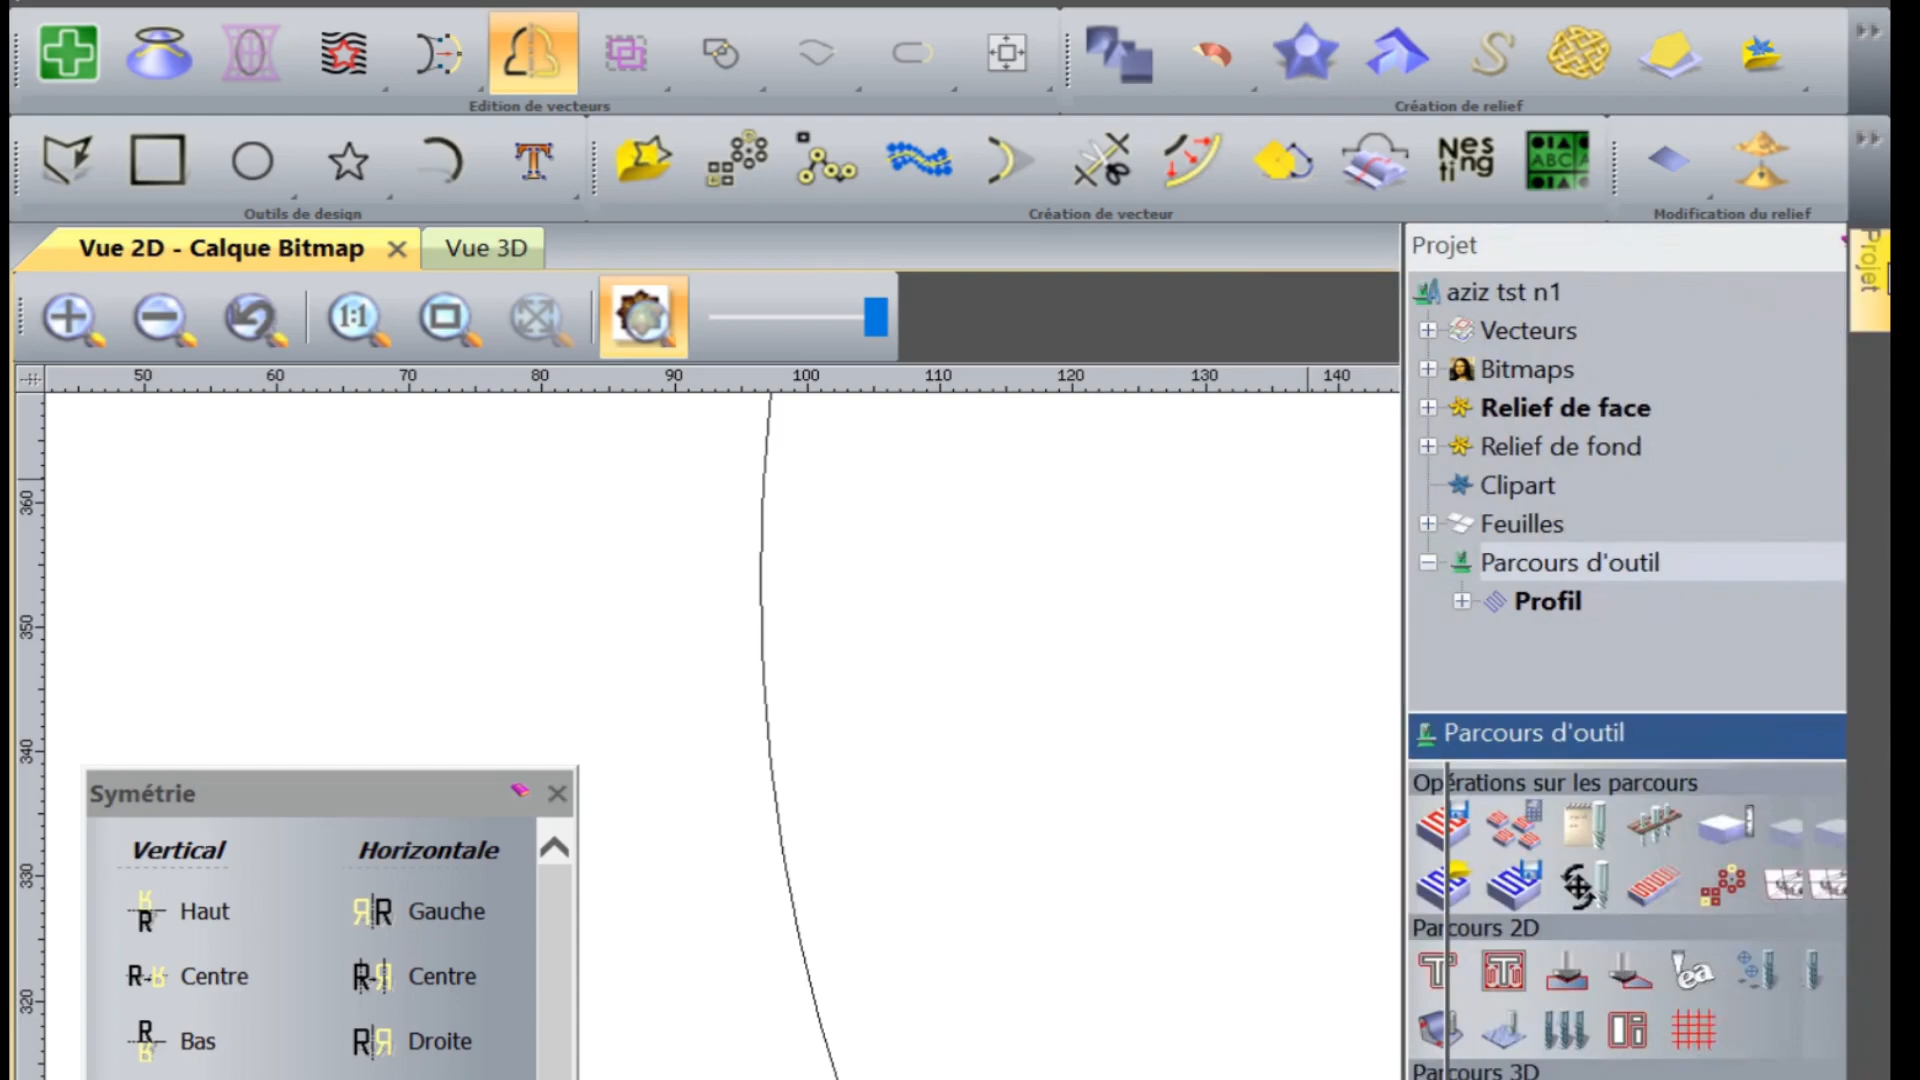 Edition de vecteurs
Création de relief
T
Nes
ting
ABC
Outils de design
Création de vecteur
Modification du relief
Vue 2D - Calque Bitmap
Vue 3D
Projet
Projet
1:1
aziz tst n1
Vecteurs
50 60 70 80 90 100 110 120 130 140
Bitmaps
Relief de face
Relief de fond
Clipart
360
Feuilles
Parcours d'outil
Profil
350
340
330
320
Parcours d'outil
Opérations sur les parcours
Symétrie
Vertical Horizontale
Haut Gauche
Centre Centre
Bas Droite
Parcours 2D
Parcours 3D